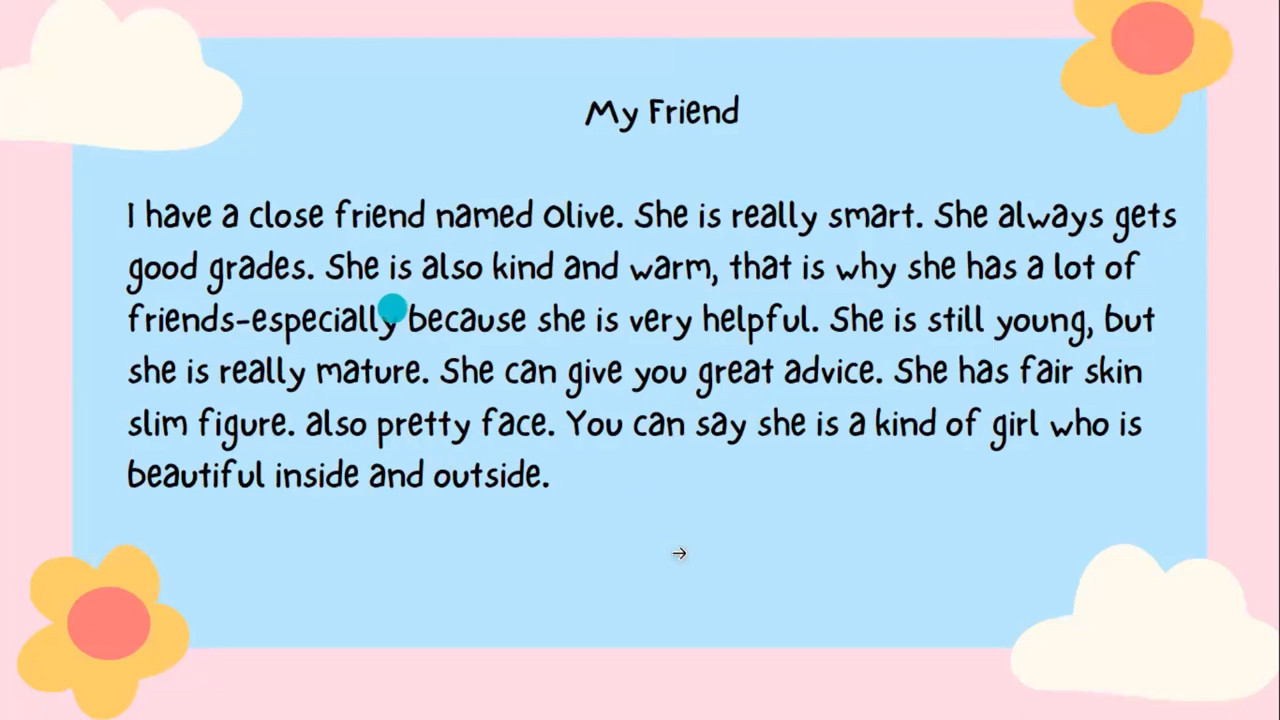 My Friend
I have a close friend named Olive. She is really smart. She always gets
good grades. She is also kind and warm, that is why she has a lot of
friends-especially because she is very helpful. She is still young, but
she is really mature. She can give you great advice. She has fair skin
slim figure. also pretty face. You can say she is a kind of girl who is
beautiful inside and outside.